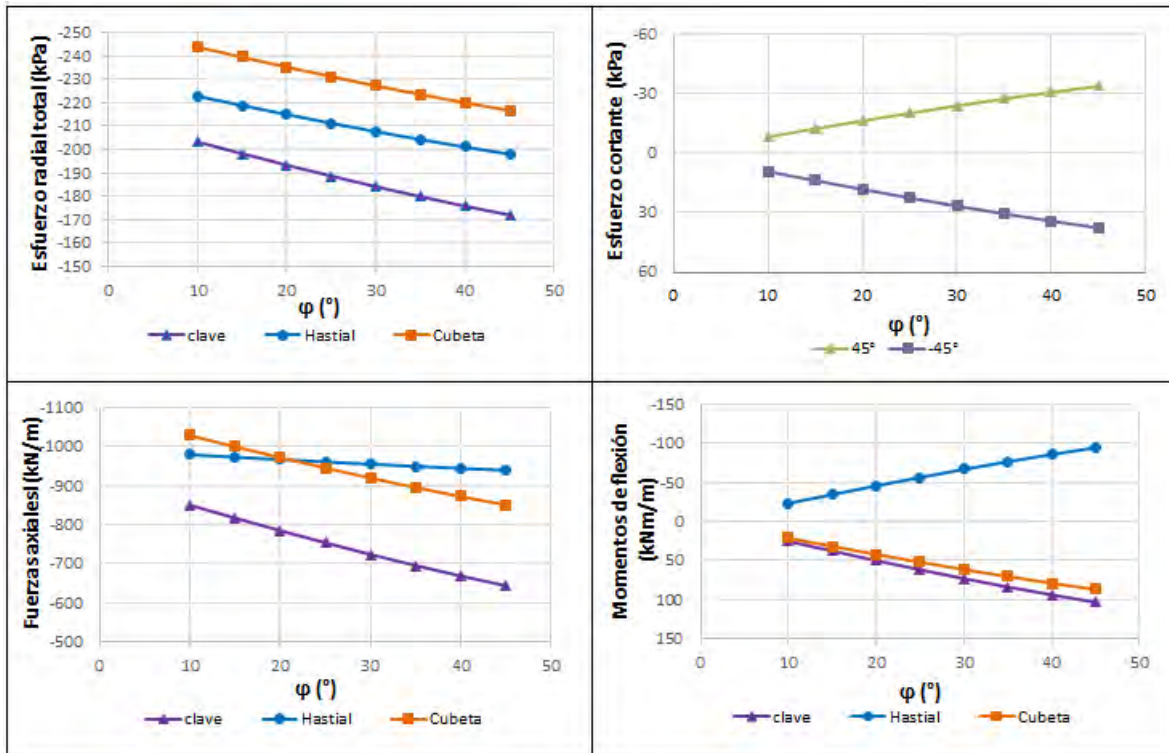 Esfuerzo radial total (kPa)
-250
-240
-230
-220
-210
-200
-190
-180
-170
-160
-150
0 10 20 30 40 50
φ (°)
clave Hastial Cubeta
Esfuerzo cortante (kPa)
-60
-30
0
30
60
0 10 20 30 40 50
φ (°)
45° -45°
Fuerzas axialesl (kN/m)
-1100
-1000
-900
-800
-700
-600
-500
0 10 20 30 40 50
φ (°)
clave Hastial Cubeta
Momentos de flexión
(kNm/m)
-150
-100
-50
0
50
100
150
0 10 20 30 40 50
φ (°)
clave Hastial Cubeta